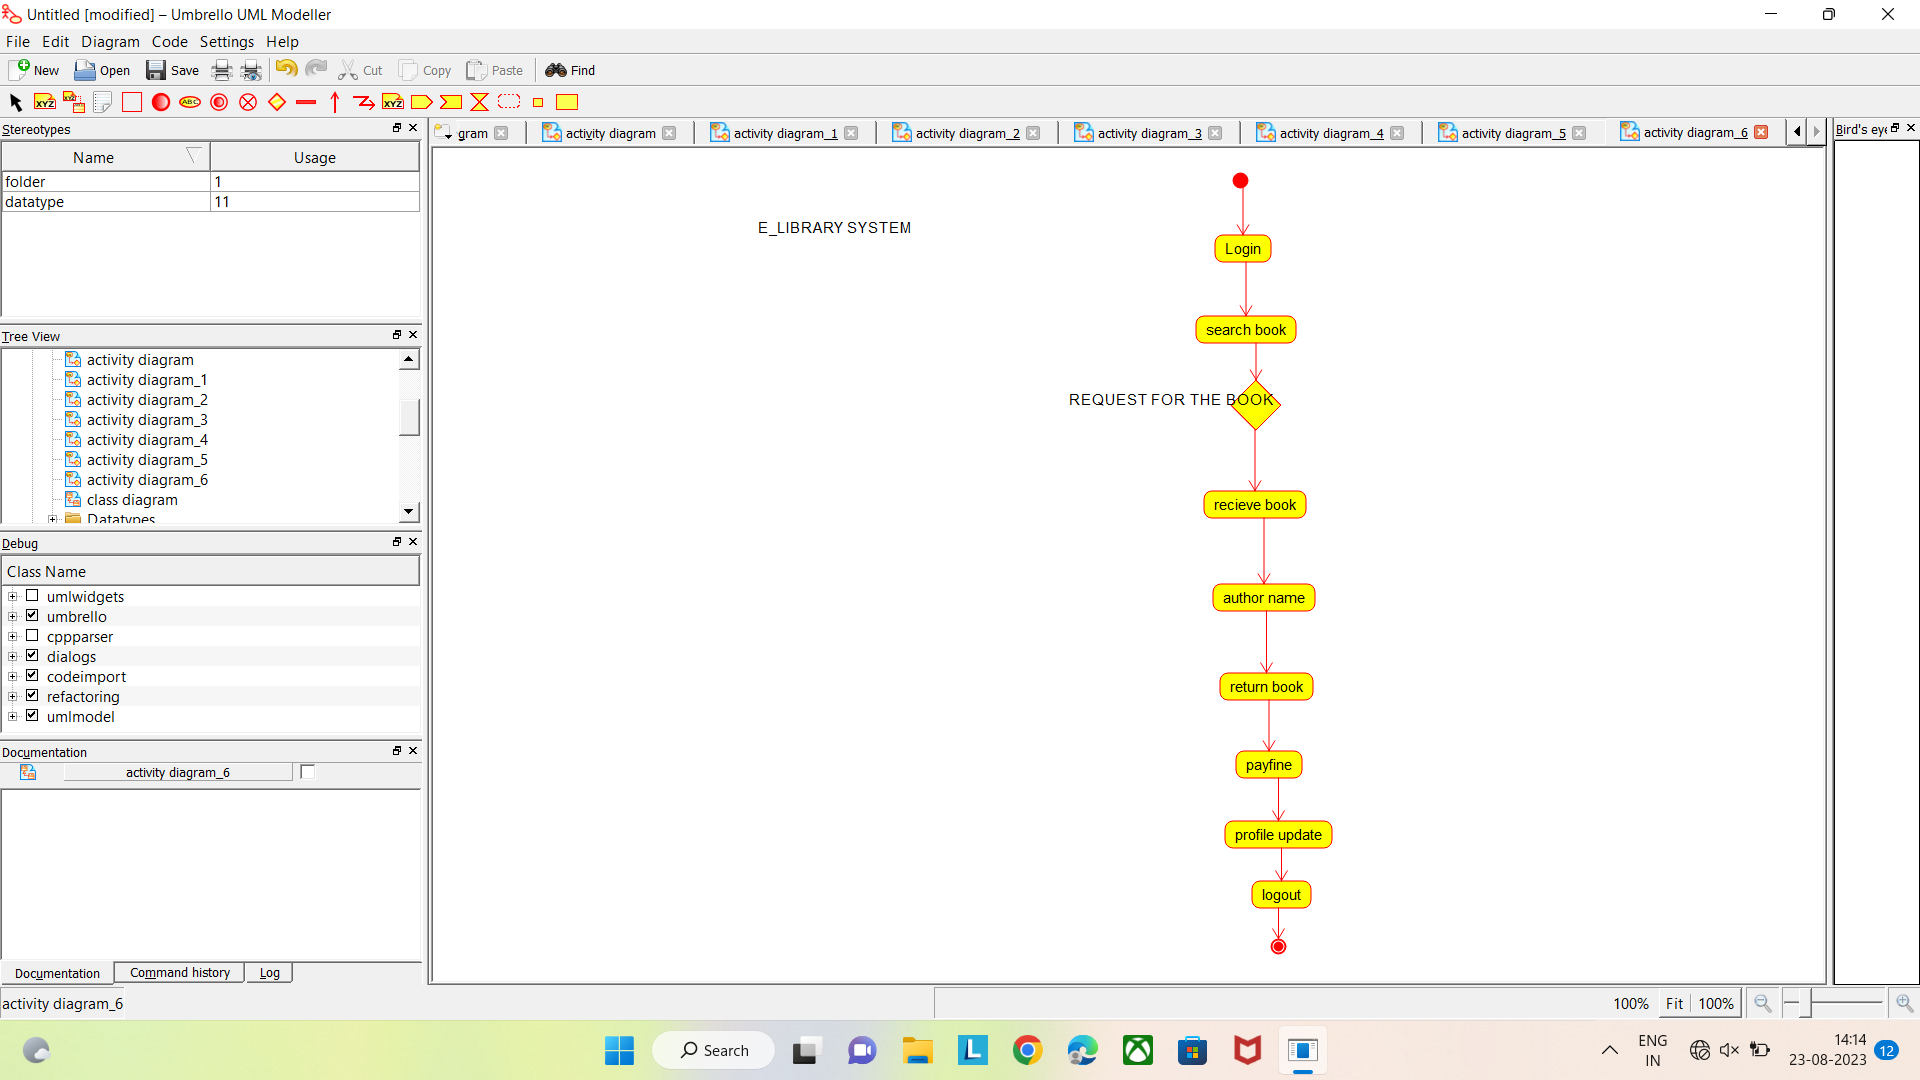 Untitled [modified] – Umbrello UML Modeller
File Edit Diagram Code Settings Help
New Open Save Cut Copy Paste Find
XYZ XYZ ABC XYZ
Stereotypes
Name Usage
folder 1
datatype 11
Tree View
activity diagram
activity diagram_1
activity diagram_2
activity diagram_3
activity diagram_4
activity diagram_5
activity diagram_6
class diagram
Datatypes
Debug
Class Name
umlwidgets
umbrello
cppparser
dialogs
codeimport
refactoring
umlmodel
Documentation
activity diagram_6
Documentation Command history Log
activity diagram_6
gram activity diagram activity diagram_1 activity diagram_2 activity diagram_3 activity diagram_4 activity diagram_5 activity diagram_6
Bird's eye
E_LIBRARY SYSTEM
Login
search book
REQUEST FOR THE BOOK
recieve book
author name
return book
payfine
profile update
logout
100% Fit 100%
Search
L
ENG
IN
14:14
23-08-2023
12